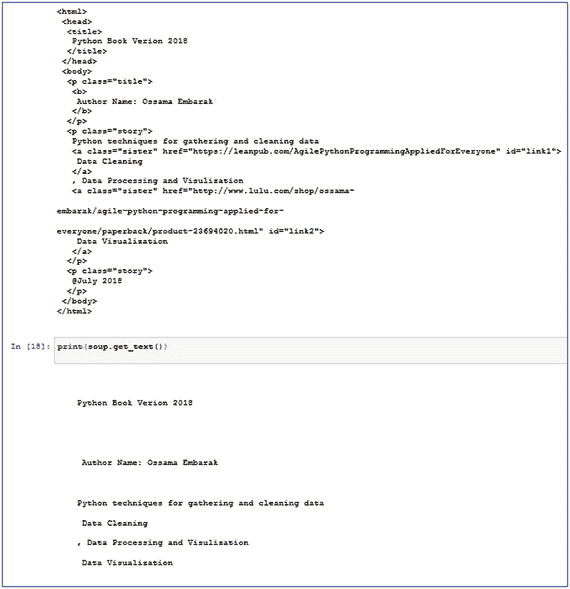 <html>
<head>
<title>
Python Book Verion 2018
</title>
</head>
<body>
<p class="title">
<b>
Author Name: Ossama Embarak
</b>
</p>
<p class="story">
Python techniques for gathering and cleaning data
<a class="sister" href="https://leanpub.com/AgilePythonProgrammingAppliedForEveryone" id="link1">
Data Cleaning
</a>
, Data Processing and Visulisation
<a class="sister" href="http://www.lulu.com/shop/ossama-
embarak/agile-python-programming-applied-for-
everyone/paperback/product-23694020.html" id="link2">
Data Visualization
</a>
</p>
<p class="story">
@July 2018
</p>
</body>
</html>
In [18]: print(soup.get_text())
Python Book Verion 2018
Author Name: Ossama Embarak
Python techniques for gathering and cleaning data
Data Cleaning
, Data Processing and Visulisation
Data Visualization